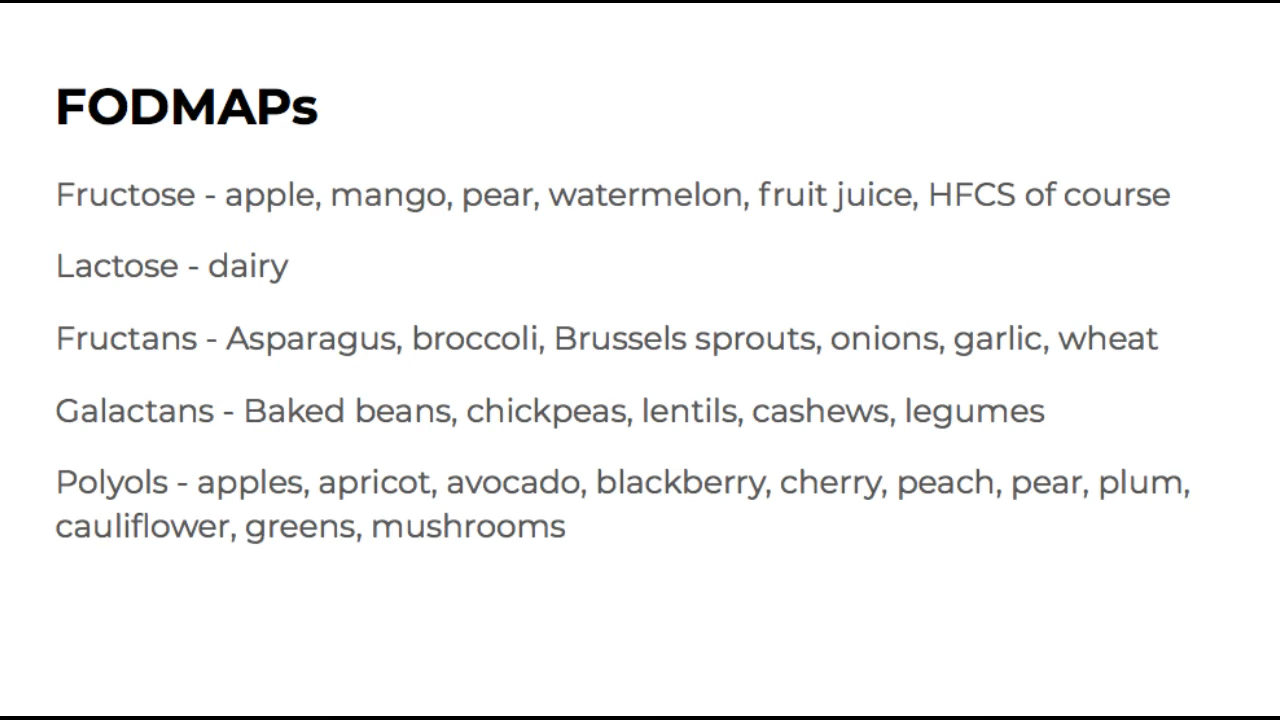 FODMAPs
Fructose - apple, mango, pear, watermelon, fruit juice, HFCS of course
Lactose - dairy
Fructans - Asparagus, broccoli, Brussels sprouts, onions, garlic, wheat
Galactans - Baked beans, chickpeas, lentils, cashews, legumes
Polyols - apples, apricot, avocado, blackberry, cherry, peach, pear, plum,
cauliflower, greens, mushrooms